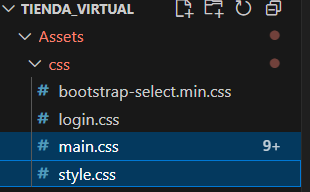 TIENDA_VIRTUAL
Assets
css
# bootstrap-select.min.css
# login.css
# main.css 9+
# style.css